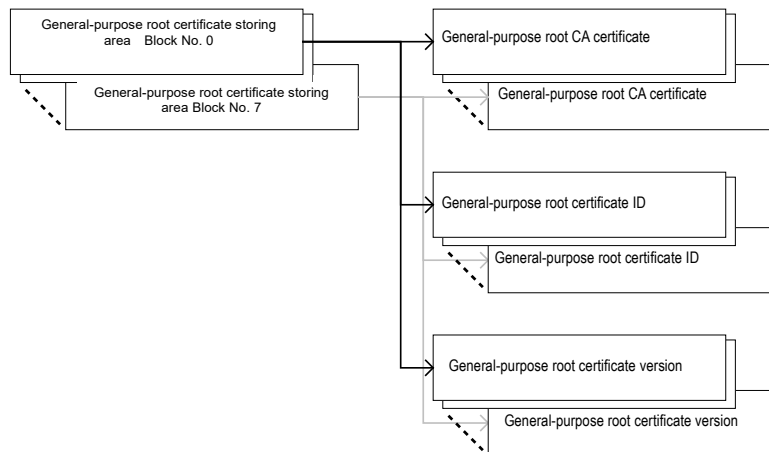 General-purpose root certificate storing
area Block No. 0
General-purpose root certificate storing
area Block No. 7
General-purpose root CA certificate
General-purpose root CA certificate
General-purpose root certificate ID
General-purpose root certificate ID
General-purpose root certificate version
General-purpose root certificate version